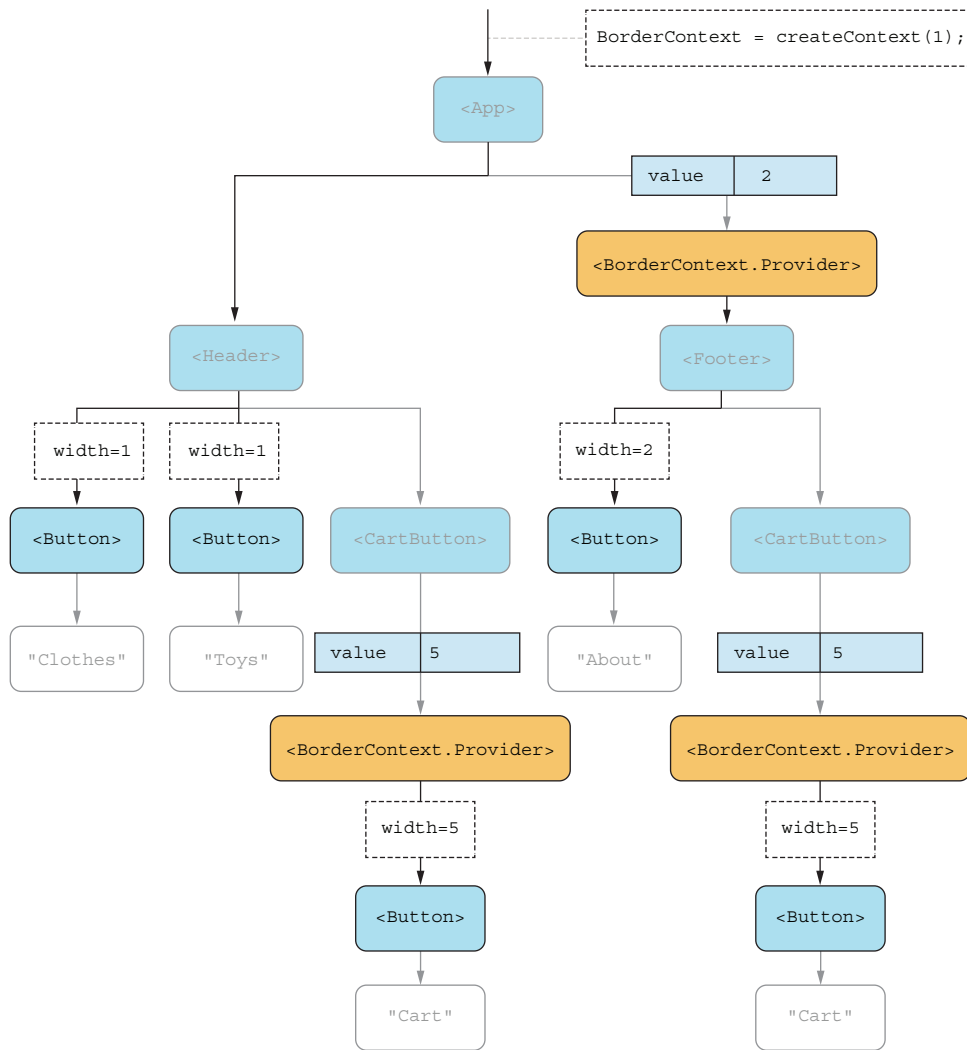 BorderContext = createContext(1);
<App>
value 2
<BorderContext.Provider>
<Header>
<Footer>
width=1
width=1
width=2
<Button>
<Button>
<CartButton>
<Button>
<CartButton>
"Clothes"
"Toys"
value 5
"About"
value 5
<BorderContext.Provider>
<BorderContext.Provider>
width=5
width=5
<Button>
<Button>
"Cart"
"Cart"